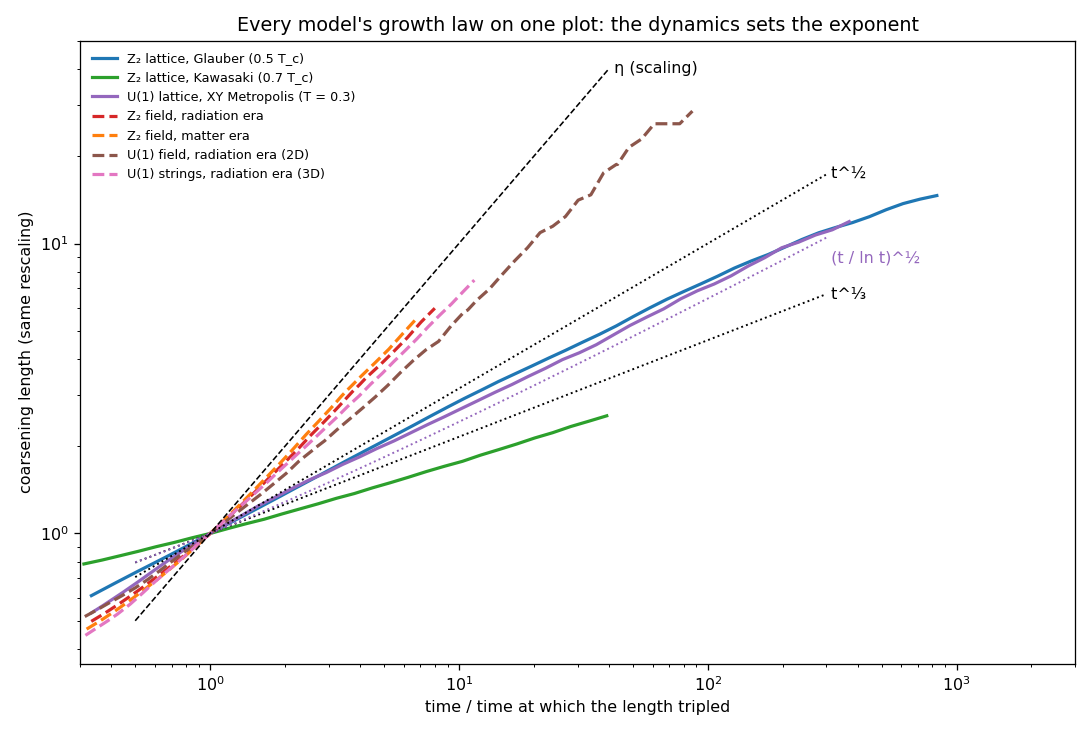 Every model's growth law on one plot: the dynamics sets the exponent
Z₂ lattice, Glauber (0.5 T_c)
Z₂ lattice, Kawasaki (0.7 T_c)
U(1) lattice, XY Metropolis (T = 0.3)
Z₂ field, radiation era
Z₂ field, matter era
U(1) field, radiation era (2D)
U(1) strings, radiation era (3D)
η (scaling)
t^½
(t / ln t)^½
t^⅓
coarsening length (same rescaling)
10¹
10⁰
10⁰
10¹
10²
10³
time / time at which the length tripled